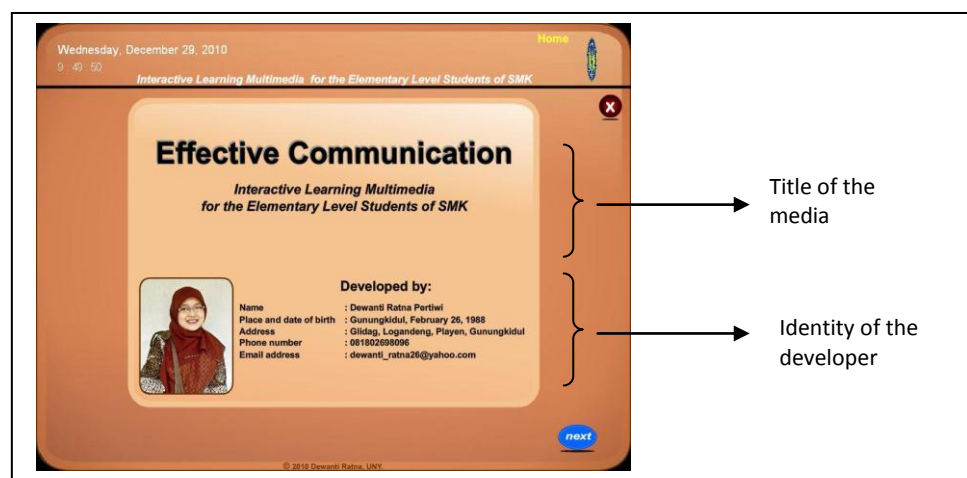 Wednesday, December 29, 2010
Home
9 : 49 : 50
Interactive Learning Multimedia for the Elementary Level Students of SMK
X
Effective Communication
Interactive Learning Multimedia
for the Elementary Level Students of SMK
Title of the
media
Developed by:
Name : Dewanti Ratna Pertiwi
Place and date of birth : Gunungkidul, February 26, 1988
Address : Glidag, Logandeng, Playen, Gunungkidul
Phone number : 081802698096
Email address : dewanti_ratna26@yahoo.com
Identity of the
developer
next
© 2010 Dewanti Ratna, UNY.